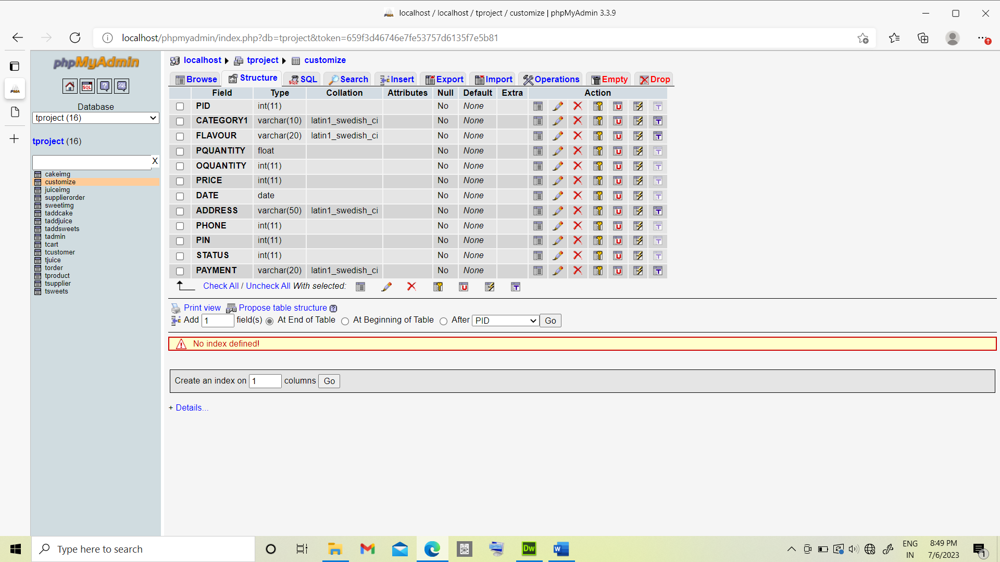 localhost / localhost / tproject / customize | phpMyAdmin 3.3.9
localhost/phpmyadmin/index.php?db=tproject&token=659f3d46746e7fe53757d6135f7e5b81
phpMyAdmin
Database
tproject (16)
tproject (16)
X
cakeimg
customize
juiceimg
supplierorder
sweetimg
taddcake
taddjuice
taddsweets
tadmin
tcart
tcustomer
tjuice
torder
tproduct
tsupplier
tsweets
localhost tproject customize
Browse Structure SQL Search Insert Export Import Operations Empty Drop
Field Type Collation Attributes Null Default Extra Action
PID int(11) No None
CATEGORY1 varchar(10) latin1_swedish_ci No None
FLAVOUR varchar(20) latin1_swedish_ci No None
PQUANTITY float No None
OQUANTITY int(11) No None
PRICE int(11) No None
DATE date No None
ADDRESS varchar(50) latin1_swedish_ci No None
PHONE int(11) No None
PIN int(11) No None
STATUS int(11) No None
PAYMENT varchar(20) latin1_swedish_ci No None
Check All / Uncheck All With selected:
Print view Propose table structure
Add 1 field(s) At End of Table At Beginning of Table After PID Go
No index defined!
Create an index on 1 columns Go
+ Details...
Type here to search
ENG
IN
8:49 PM
7/6/2023
1